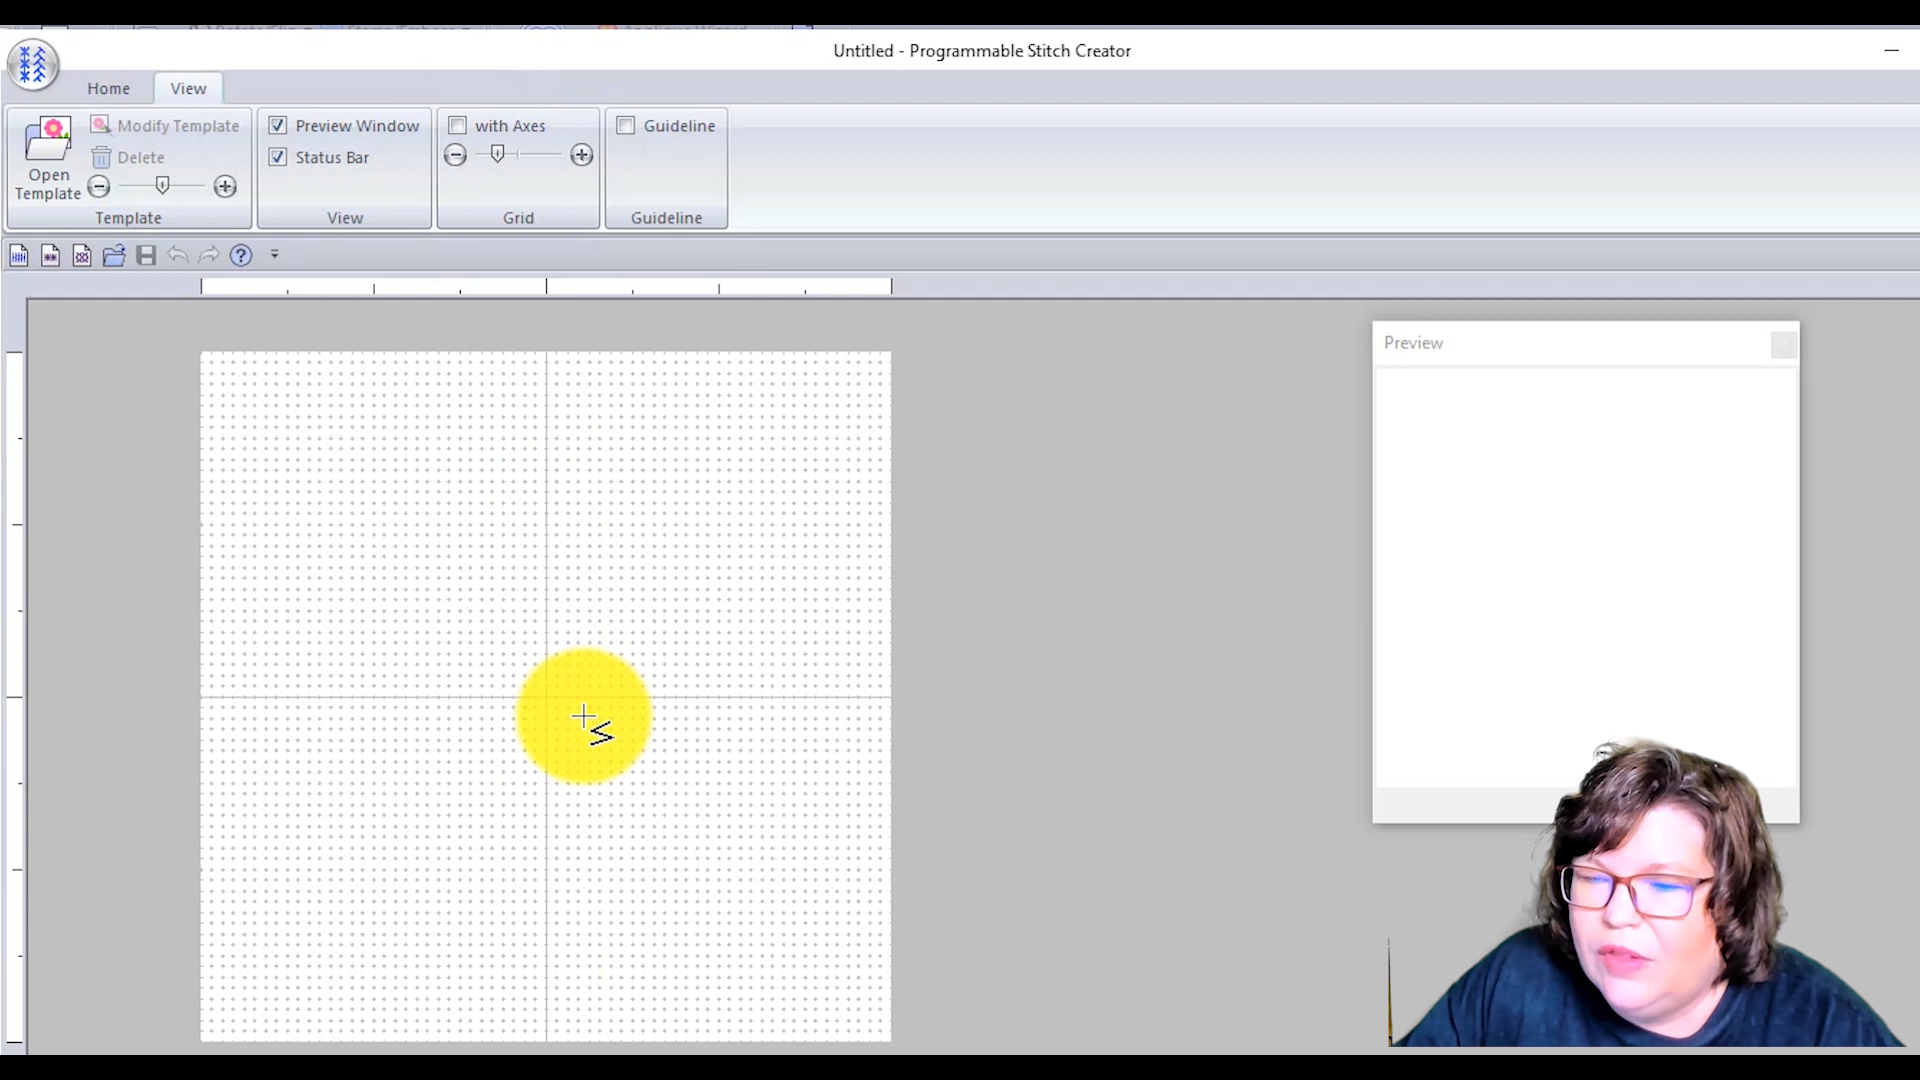 Untitled - Programmable Stitch Creator
Home View
Open Template
Modify Template
Delete
Template
Preview Window
Status Bar
View
with Axes
Grid
Guideline
Guideline
Preview